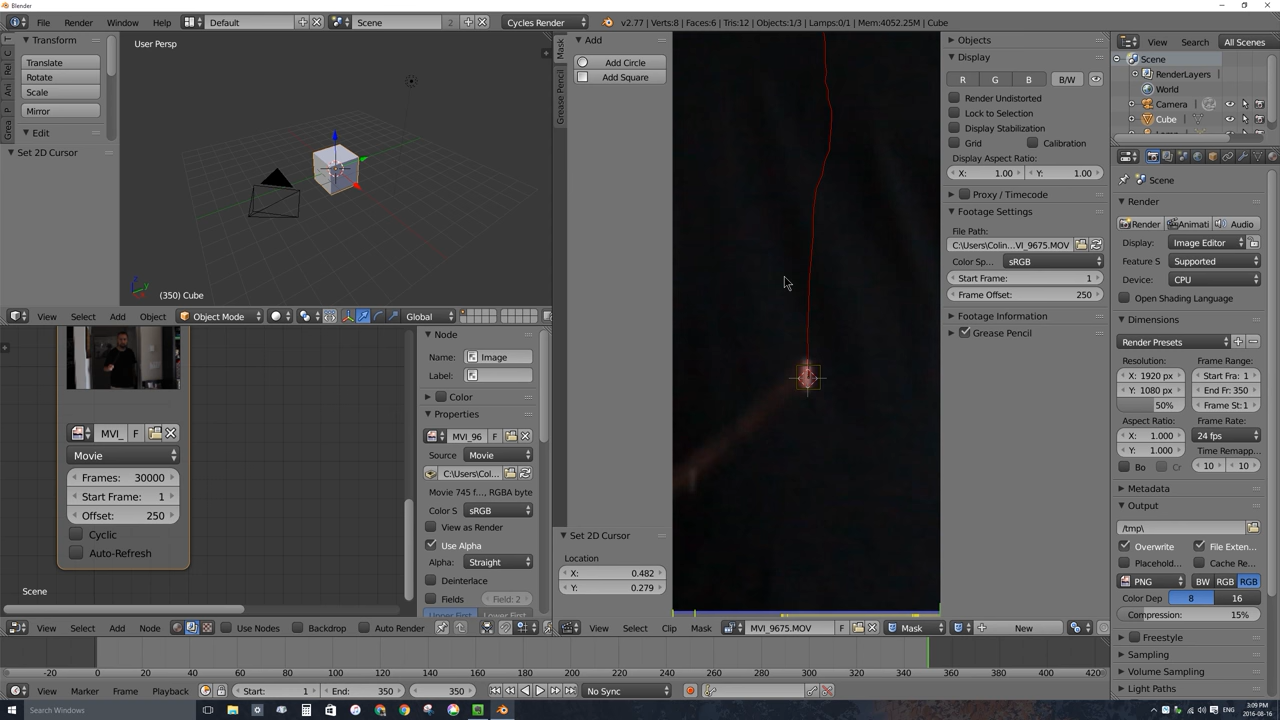 Blender
File
Render
Window
Help
Default
Scene
2
Cycles Render
v2.77 | Verts:8 | Faces:6 | Tris:12 | Objects:1/3 | Lamps:0/1 | Mem:4052.25M | Cube
Transform
Translate
Rotate
Scale
Mirror
Edit
Set 2D Cursor
User Persp
(350) Cube
View
Select
Add
Object
Object Mode
Global
MVI_
F
Movie
Frames: 30000
Start Frame: 1
Offset: 250
Cyclic
Auto-Refresh
Scene
Node
Name:
Image
Label:
Color
Properties
MVI_96
F
Source
Movie
C:\Users\Col...
Movie 745 f..., RGBA byte
Color S
sRGB
View as Render
Use Alpha
Alpha:
Straight
Deinterlace
Fields
Field: 2
Upper First
Lower First
View
Select
Add
Node
Use Nodes
Backdrop
Auto Render
Mask
Grease Pencil
Add
Add Circle
Add Square
Set 2D Cursor
Location
X: 0.482
Y: 0.279
View
Select
Clip
Mask
MVI_9675.MOV
F
Mask
New
Objects
Display
R
G
B
B/W
Render Undistorted
Lock to Selection
Display Stabilization
Grid
Calibration
Display Aspect Ratio:
X: 1.00
Y: 1.00
Proxy / Timecode
Footage Settings
File Path:
C:\Users\Colin...VI_9675.MOV
Color Sp...
sRGB
Start Frame: 1
Frame Offset: 250
Footage Information
Grease Pencil
View
Search
All Scenes
Scene
RenderLayers
World
Camera
Cube
Scene
Render
Render
Animati
Audio
Display:
Image Editor
Feature S
Supported
Device:
CPU
Open Shading Language
Dimensions
Render Presets
Resolution:
Frame Range:
X: 1920 px
Start Fra: 1
Y: 1080 px
End Fr: 350
50%
Frame St:1
Aspect Ratio:
Frame Rate:
X: 1.000
24 fps
Y: 1.000
Time Remapp...
Bo
Cr
10
10
Metadata
Output
/tmp\
Overwrite
File Exten...
Placehold...
Cache Re...
PNG
BW
RGB
RGB
Color Dep
8
16
Compression: 15%
Freestyle
Sampling
Volume Sampling
Light Paths
-20 0 20 40 60 80 100 120 140 160 180 200 220 240 260 280 300 320 340 360 380 400 420
View
Marker
Frame
Playback
Start: 1
End: 350
350
No Sync
Search Windows
ENG
3:09 PM
2016-08-16